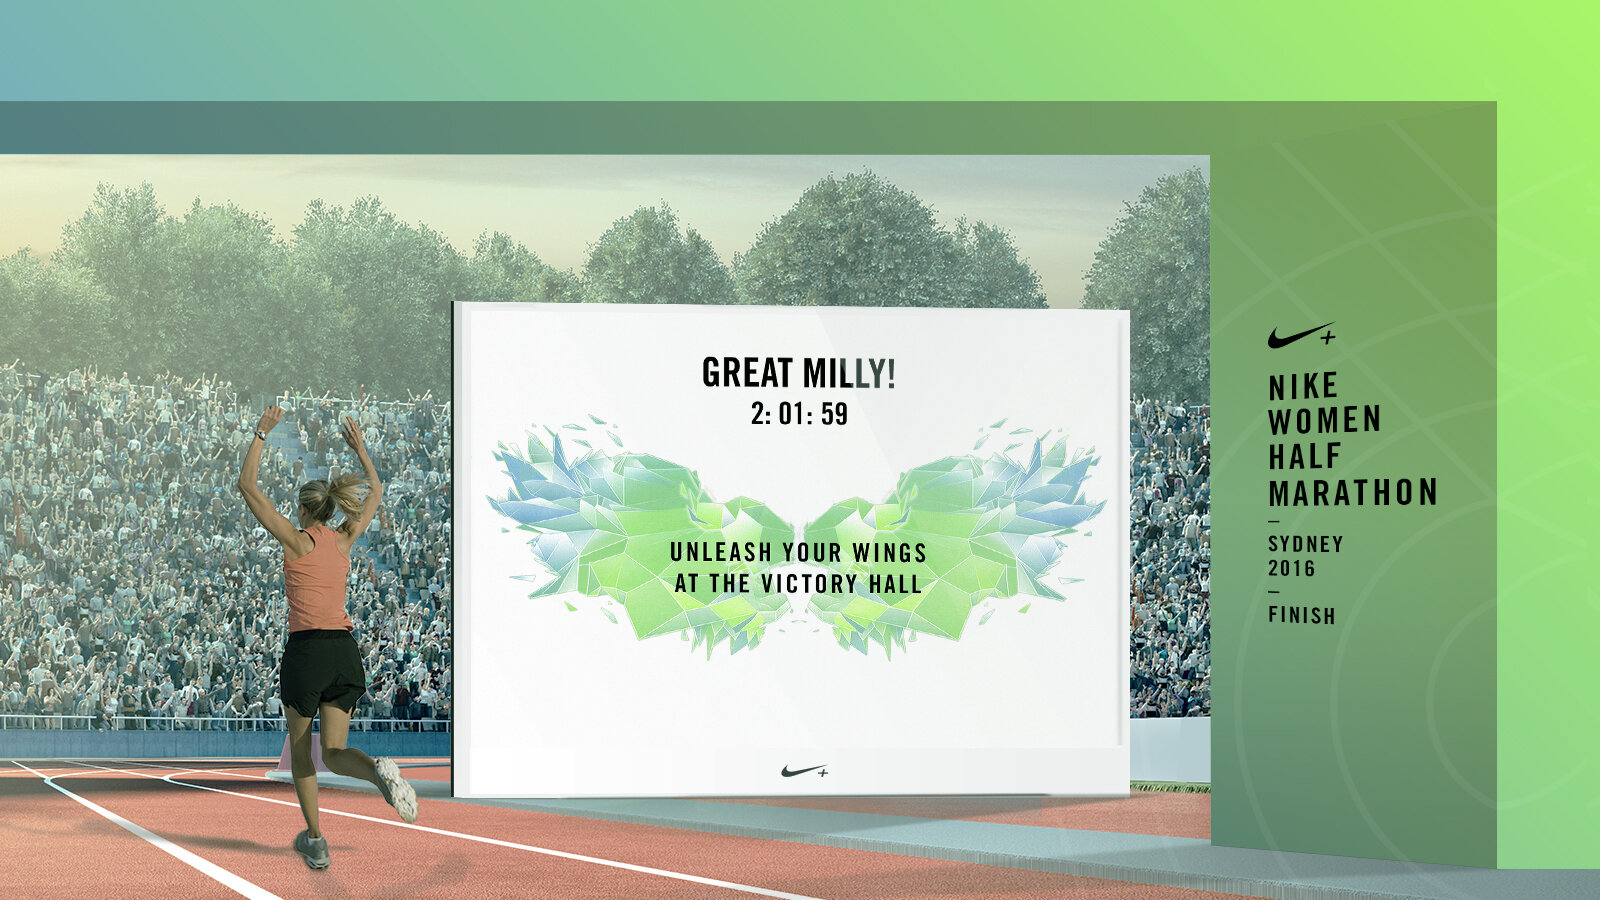 GREAT MILLY!
2: 01: 59
UNLEASH YOUR WINGS
AT THE VICTORY HALL
NIKE
WOMEN
HALF
MARATHON
SYDNEY
2016
FINISH